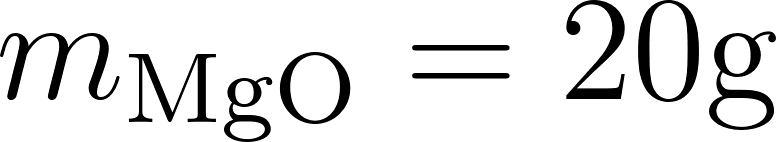 m_MgO = 20g